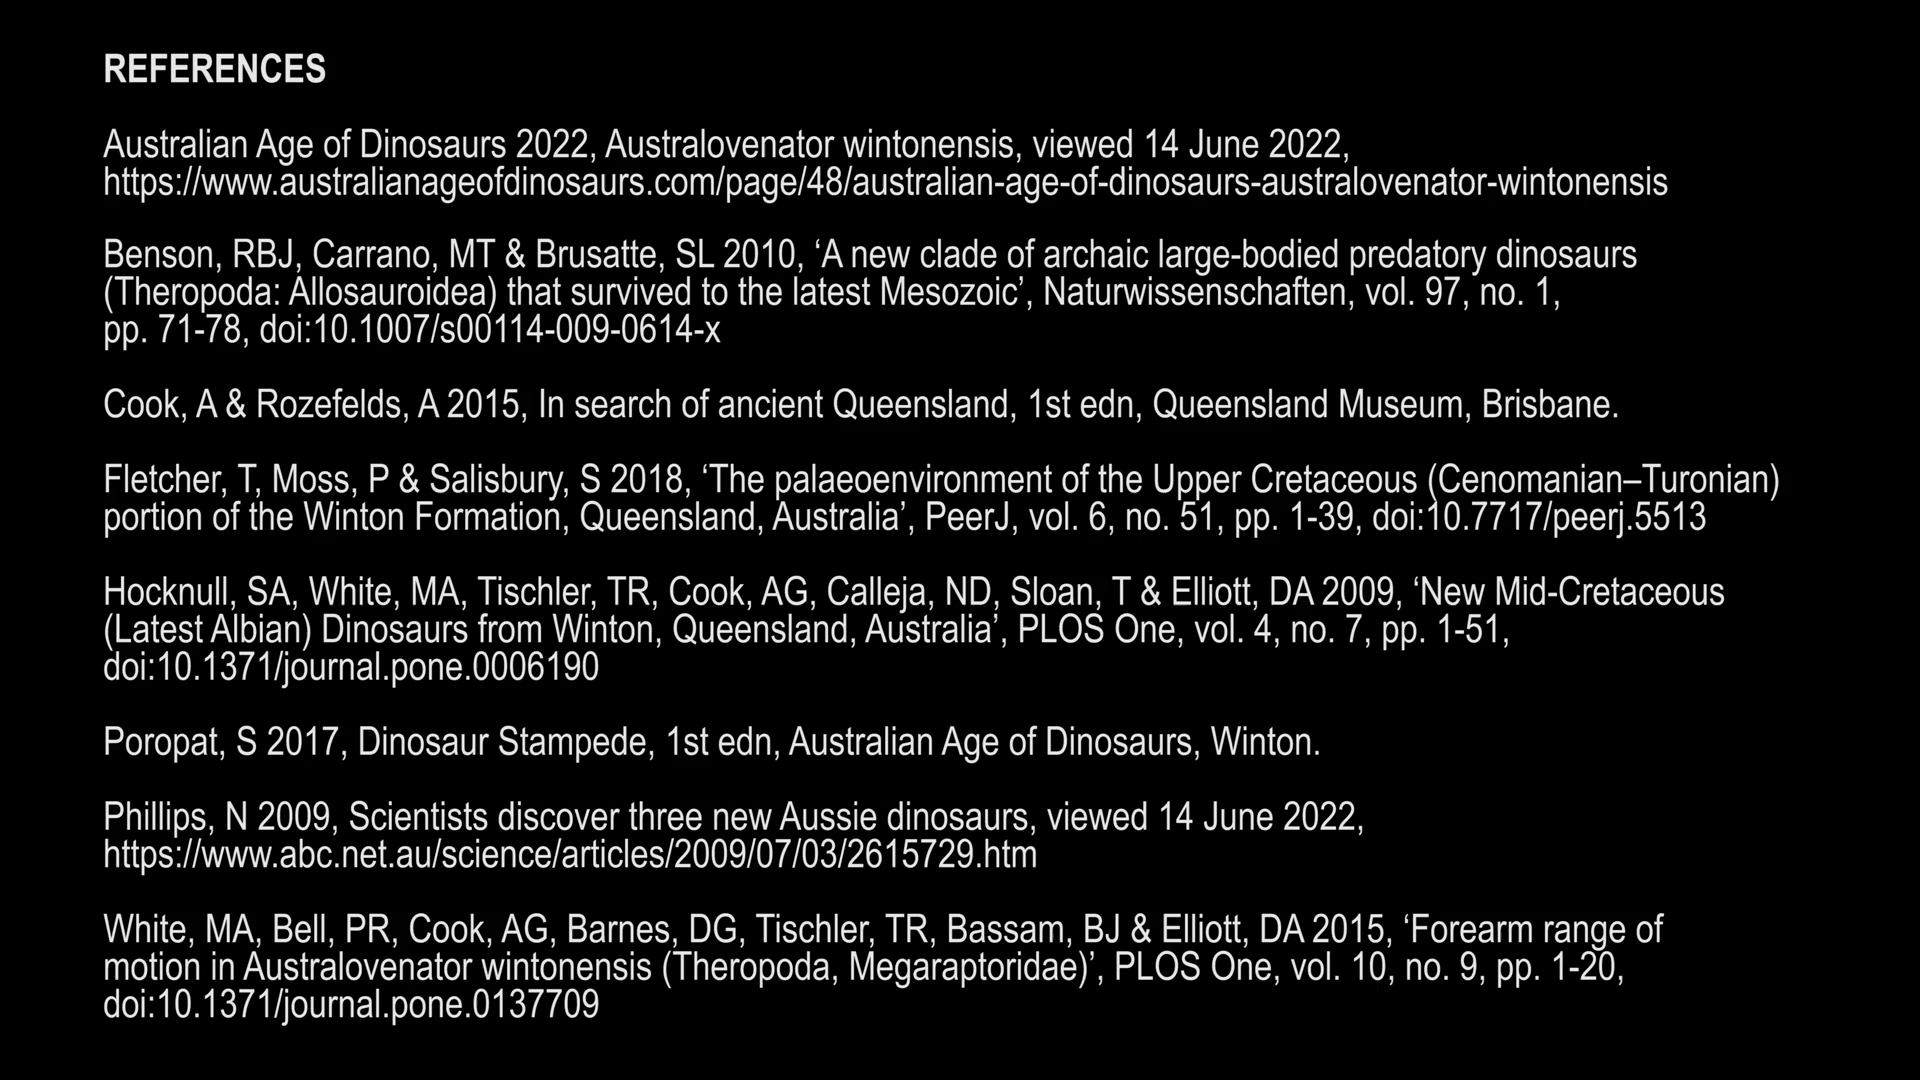 REFERENCES
Australian Age of Dinosaurs 2022, Australovenator wintonensis, viewed 14 June 2022,
https://www.australianageofdinosaurs.com/page/48/australian-age-of-dinosaurs-australovenator-wintonensis
Benson, RBJ, Carrano, MT & Brusatte, SL 2010, ‘A new clade of archaic large-bodied predatory dinosaurs
(Theropoda: Allosauroidea) that survived to the latest Mesozoic’, Naturwissenschaften, vol. 97, no. 1,
pp. 71-78, doi:10.1007/s00114-009-0614-x
Cook, A & Rozefelds, A 2015, In search of ancient Queensland, 1st edn, Queensland Museum, Brisbane.
Fletcher, T, Moss, P & Salisbury, S 2018, ‘The palaeoenvironment of the Upper Cretaceous (Cenomanian–Turonian)
portion of the Winton Formation, Queensland, Australia’, PeerJ, vol. 6, no. 51, pp. 1-39, doi:10.7717/peerj.5513
Hocknull, SA, White, MA, Tischler, TR, Cook, AG, Calleja, ND, Sloan, T & Elliott, DA 2009, ‘New Mid-Cretaceous
(Latest Albian) Dinosaurs from Winton, Queensland, Australia’, PLOS One, vol. 4, no. 7, pp. 1-51,
doi:10.1371/journal.pone.0006190
Poropat, S 2017, Dinosaur Stampede, 1st edn, Australian Age of Dinosaurs, Winton.
Phillips, N 2009, Scientists discover three new Aussie dinosaurs, viewed 14 June 2022,
https://www.abc.net.au/science/articles/2009/07/03/2615729.htm
White, MA, Bell, PR, Cook, AG, Barnes, DG, Tischler, TR, Bassam, BJ & Elliott, DA 2015, ‘Forearm range of
motion in Australovenator wintonensis (Theropoda, Megaraptoridae)’, PLOS One, vol. 10, no. 9, pp. 1-20,
doi:10.1371/journal.pone.0137709